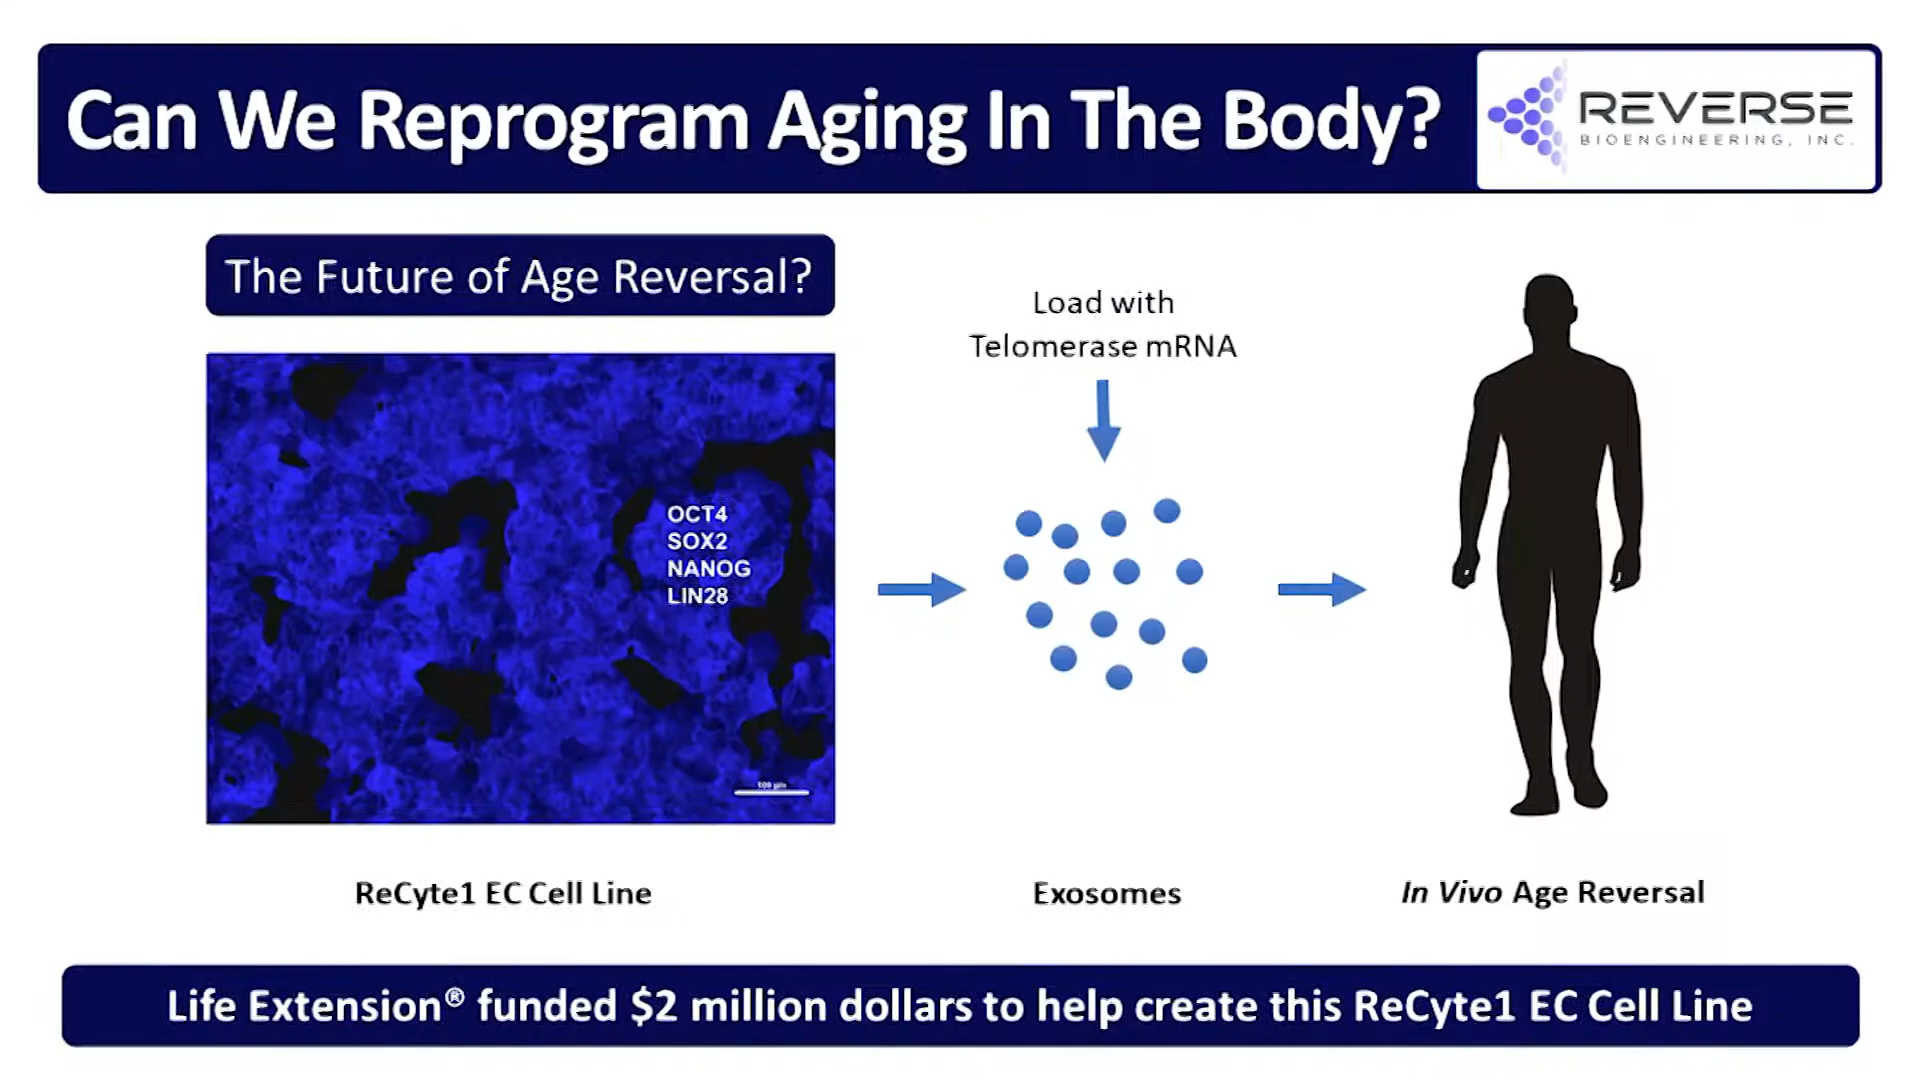 Can We Reprogram Aging In The Body?
REVERSE
BIOENGINEERING, INC.
The Future of Age Reversal?
Load with
Telomerase mRNA
OCT4
SOX2
NANOG
LIN28
100 µm
ReCyte1 EC Cell Line
Exosomes
In Vivo Age Reversal
Life Extension® funded $2 million dollars to help create this ReCyte1 EC Cell Line